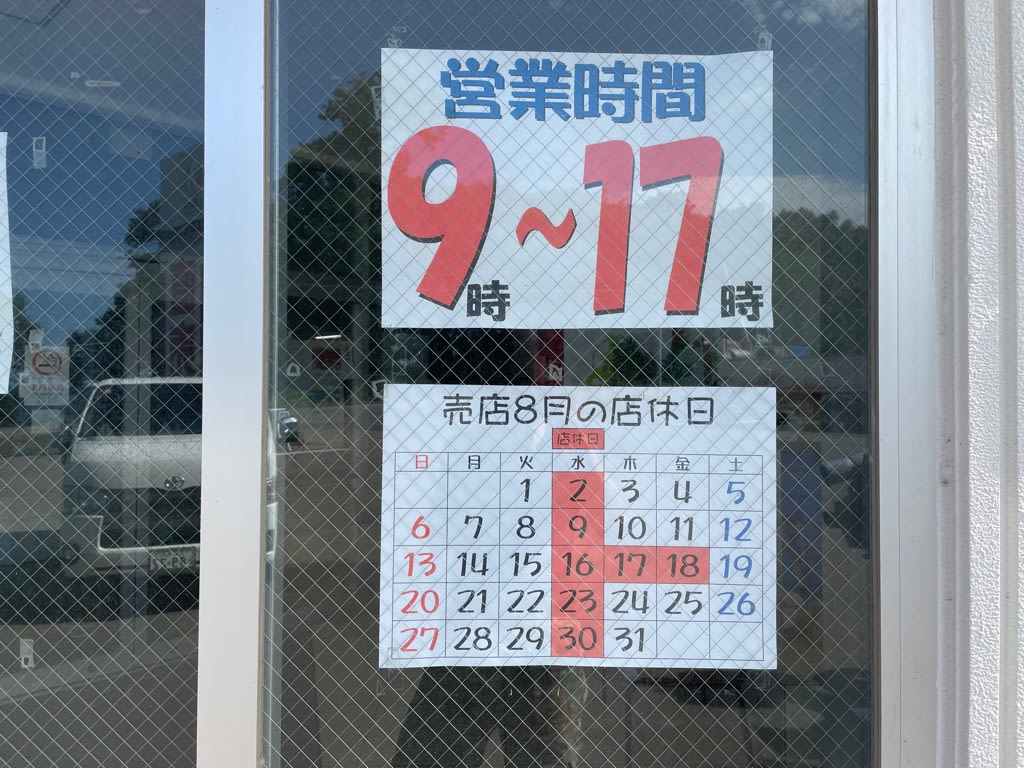 営業時間
9時~17時
売店8月の店休日
店休日
日 月 火 水 木 金 土
1 2 3 4 5
6 7 8 9 10 11 12
13 14 15 16 17 18 19
20 21 22 23 24 25 26
27 28 29 30 31